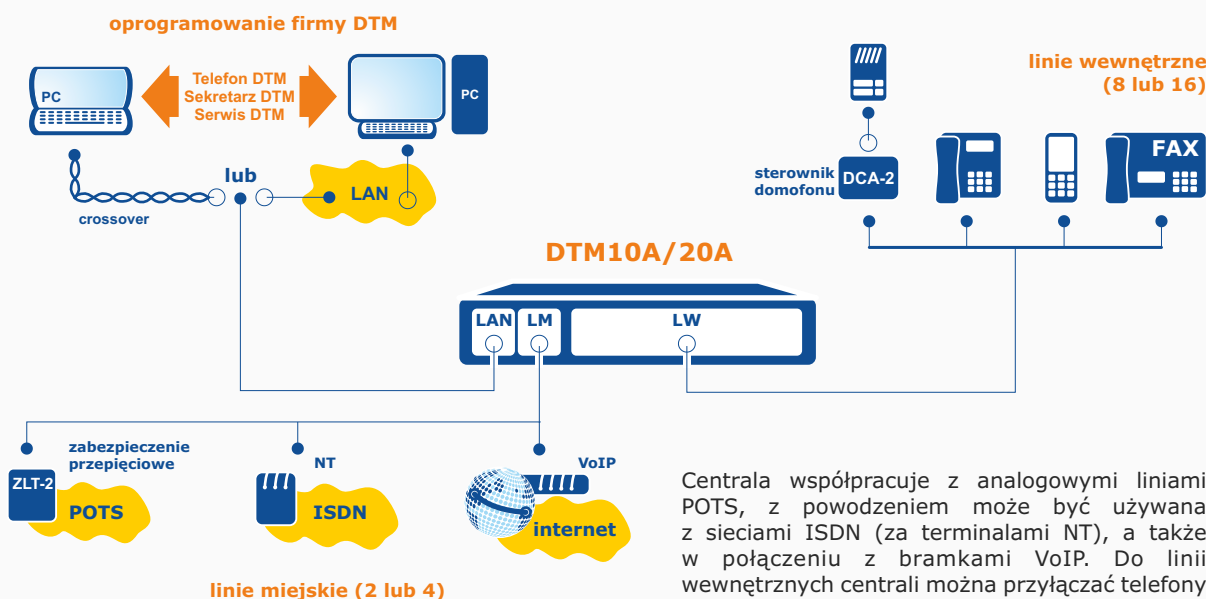 oprogramowanie firmy DTM
PC
Telefon DTM
Sekretarz DTM
Serwis DTM
PC
lub
LAN
crossover
linie wewnętrzne
(8 lub 16)
sterownik
domofonu
DCA-2
FAX
DTM10A/20A
LAN
LM
LW
zabezpieczenie
przepięciowe
ZLT-2
POTS
NT
ISDN
VoIP
internet
linie miejskie (2 lub 4)
Centrala współpracuje z analogowymi liniami
POTS, z powodzeniem może być używana
z sieciami ISDN (za terminalami NT), a także
w połączeniu z bramkami VoIP. Do linii
wewnętrznych centrali można przyłączać telefony